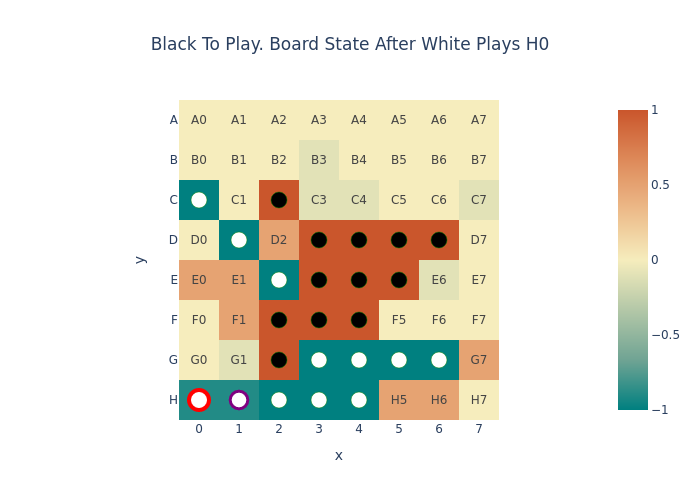 Black To Play. Board State After White Plays H0
A A0 A1 A2 A3 A4 A5 A6 A7
B B0 B1 B2 B3 B4 B5 B6 B7
C C1 C3 C4 C5 C6 C7
D D0 D2 D7
E E0 E1 E6 E7
F F0 F1 F5 F6 F7
G G0 G1 G7
H H5 H6 H7
0 1 2 3 4 5 6 7
x
y
1
0.5
0
−0.5
−1